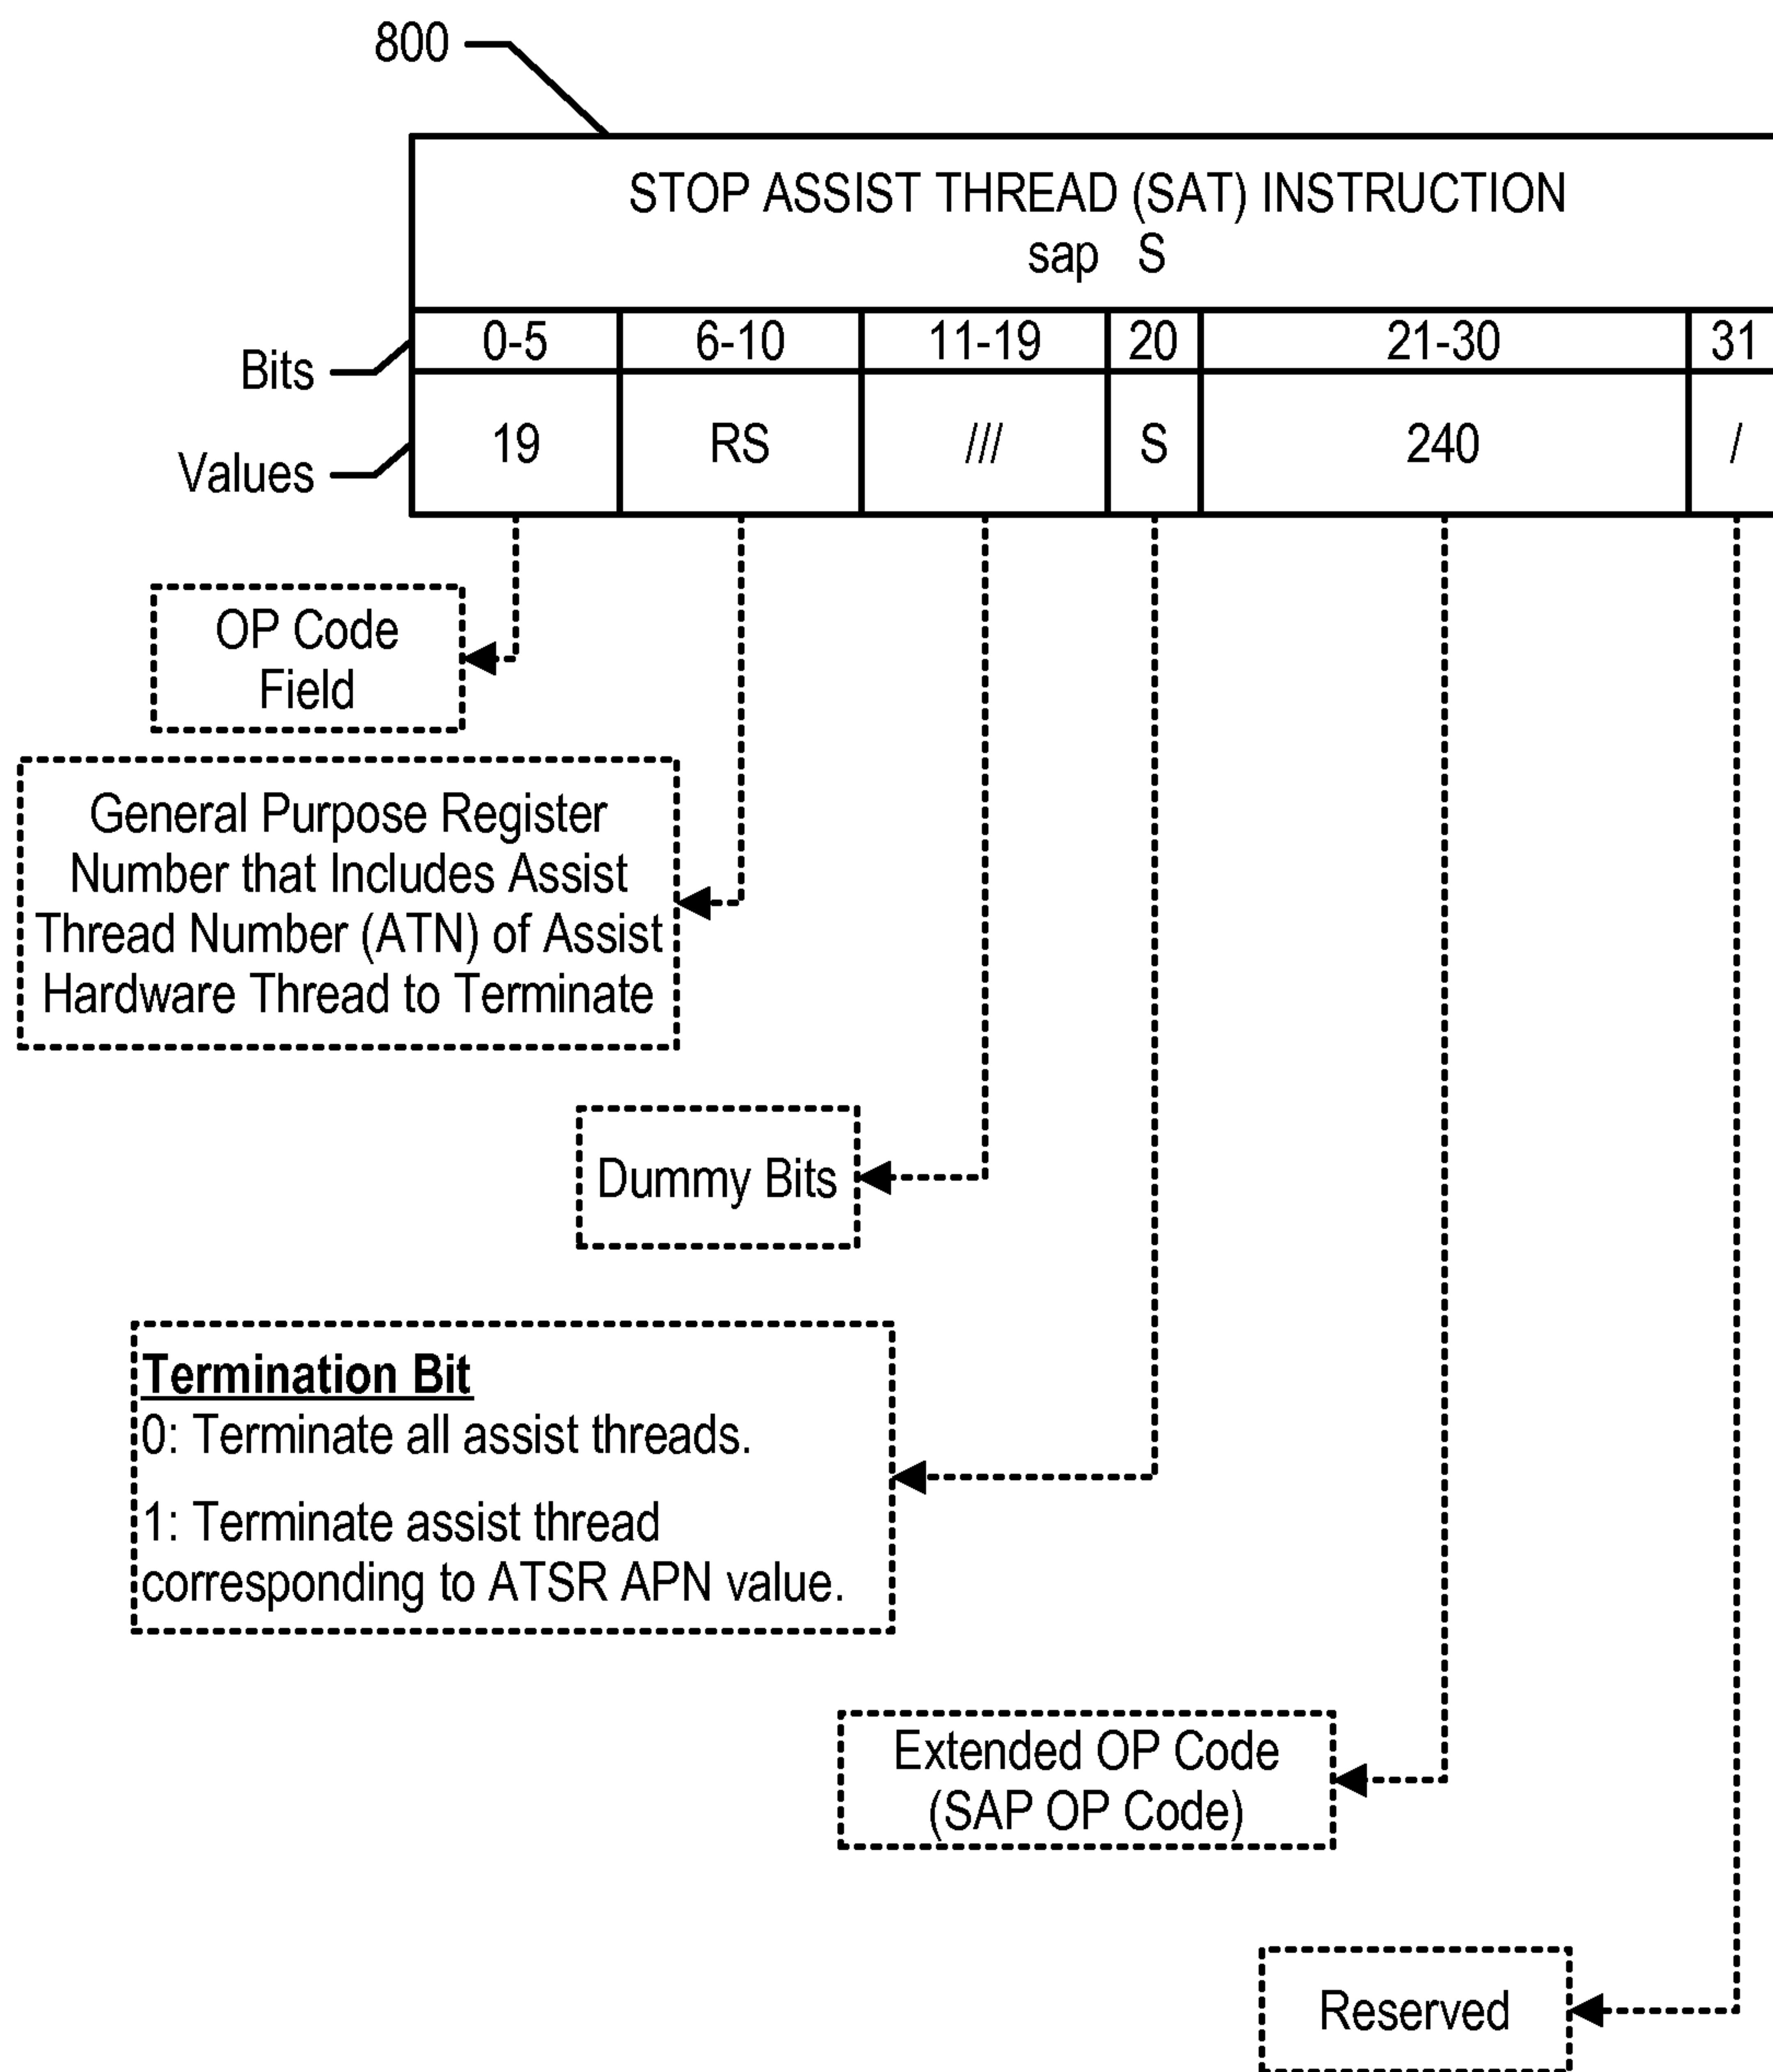 800
STOP ASSIST THREAD (SAT) INSTRUCTION
sap S
Bits
0-5 6-10 11-19 20 21-30 31
Values
19 RS /// S 240 /
OP Code
Field
General Purpose Register
Number that Includes Assist
Thread Number (ATN) of Assist
Hardware Thread to Terminate
Dummy Bits
Termination Bit
0: Terminate all assist threads.
1: Terminate assist thread
corresponding to ATSR APN value.
Extended OP Code
(SAP OP Code)
Reserved